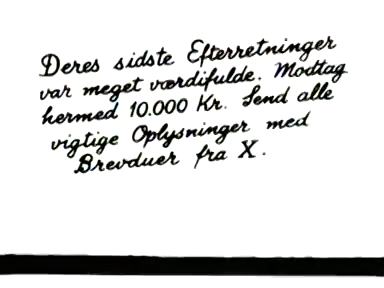 Deres sidste Efterretninger
var meget værdifulde. Modtag
hermed 10.000 Kr. Send alle
vigtige Oplysninger med
Brevduer fra X.